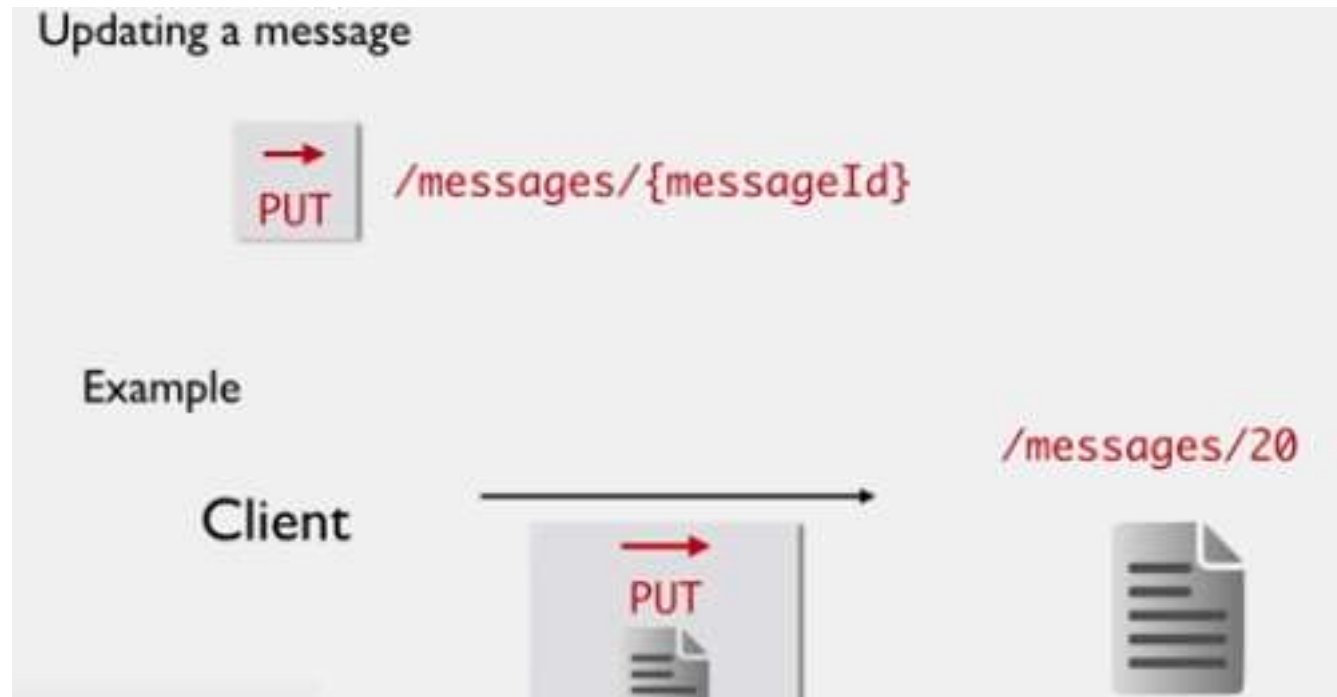 Updating a message
PUT
/messages/{messageId}
Example
/messages/20
Client
PUT